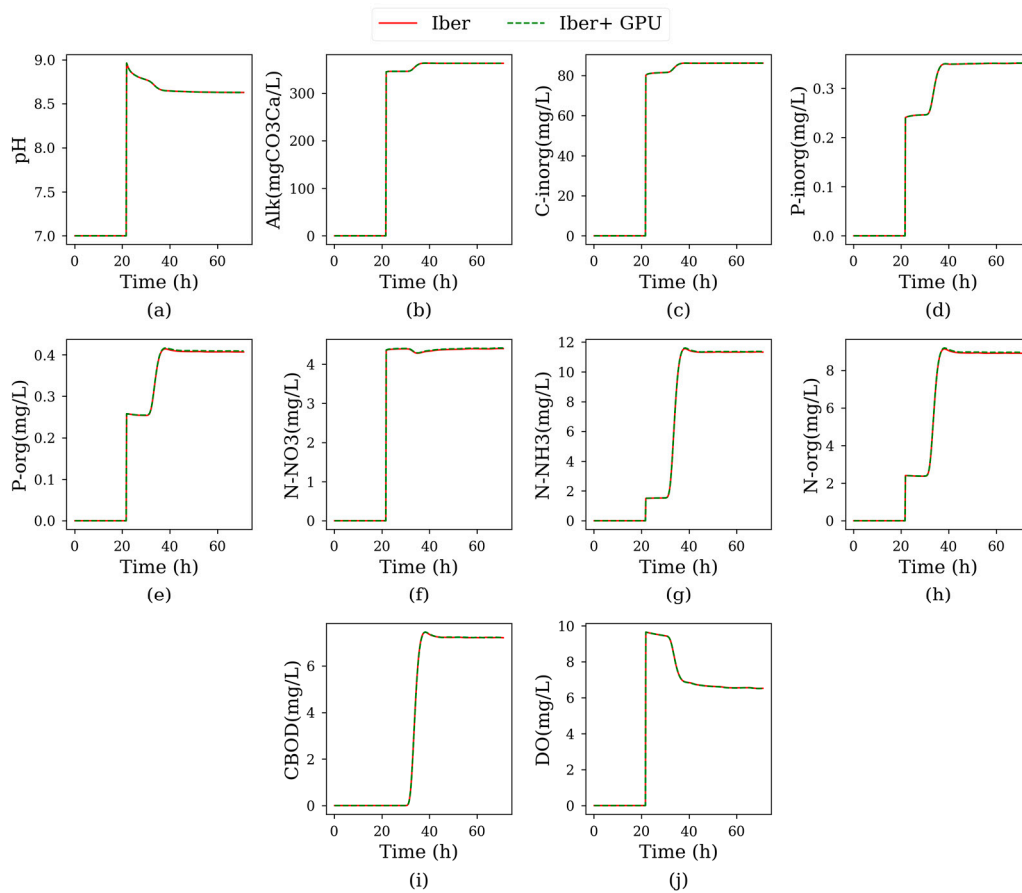 Iber Iber+ GPU
pH
9.0
8.5
8.0
7.5
7.0
0 20 40 60
Time (h)
(a)
Alk(mgCO3Ca/L)
300
200
100
0
0 20 40 60
Time (h)
(b)
C-inorg(mg/L)
80
60
40
20
0
0 20 40 60
Time (h)
(c)
P-inorg(mg/L)
0.3
0.2
0.1
0.0
0 20 40 60
Time (h)
(d)
P-org(mg/L)
0.4
0.3
0.2
0.1
0.0
0 20 40 60
Time (h)
(e)
N-NO3(mg/L)
4
3
2
1
0
0 20 40 60
Time (h)
(f)
N-NH3(mg/L)
12
10
8
6
4
2
0
0 20 40 60
Time (h)
(g)
N-org(mg/L)
8
6
4
2
0
0 20 40 60
Time (h)
(h)
CBOD(mg/L)
6
4
2
0
0 20 40 60
Time (h)
(i)
DO(mg/L)
10
8
6
4
2
0
0 20 40 60
Time (h)
(j)